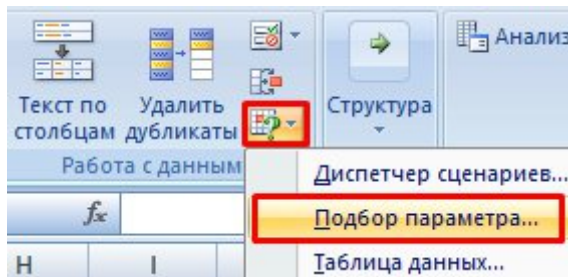 Анализ
Текст по столбцам
Удалить дубликаты
Структура
Работа с данным
Диспетчер сценариев...
Подбор параметра...
Таблица данных...
fx
H I